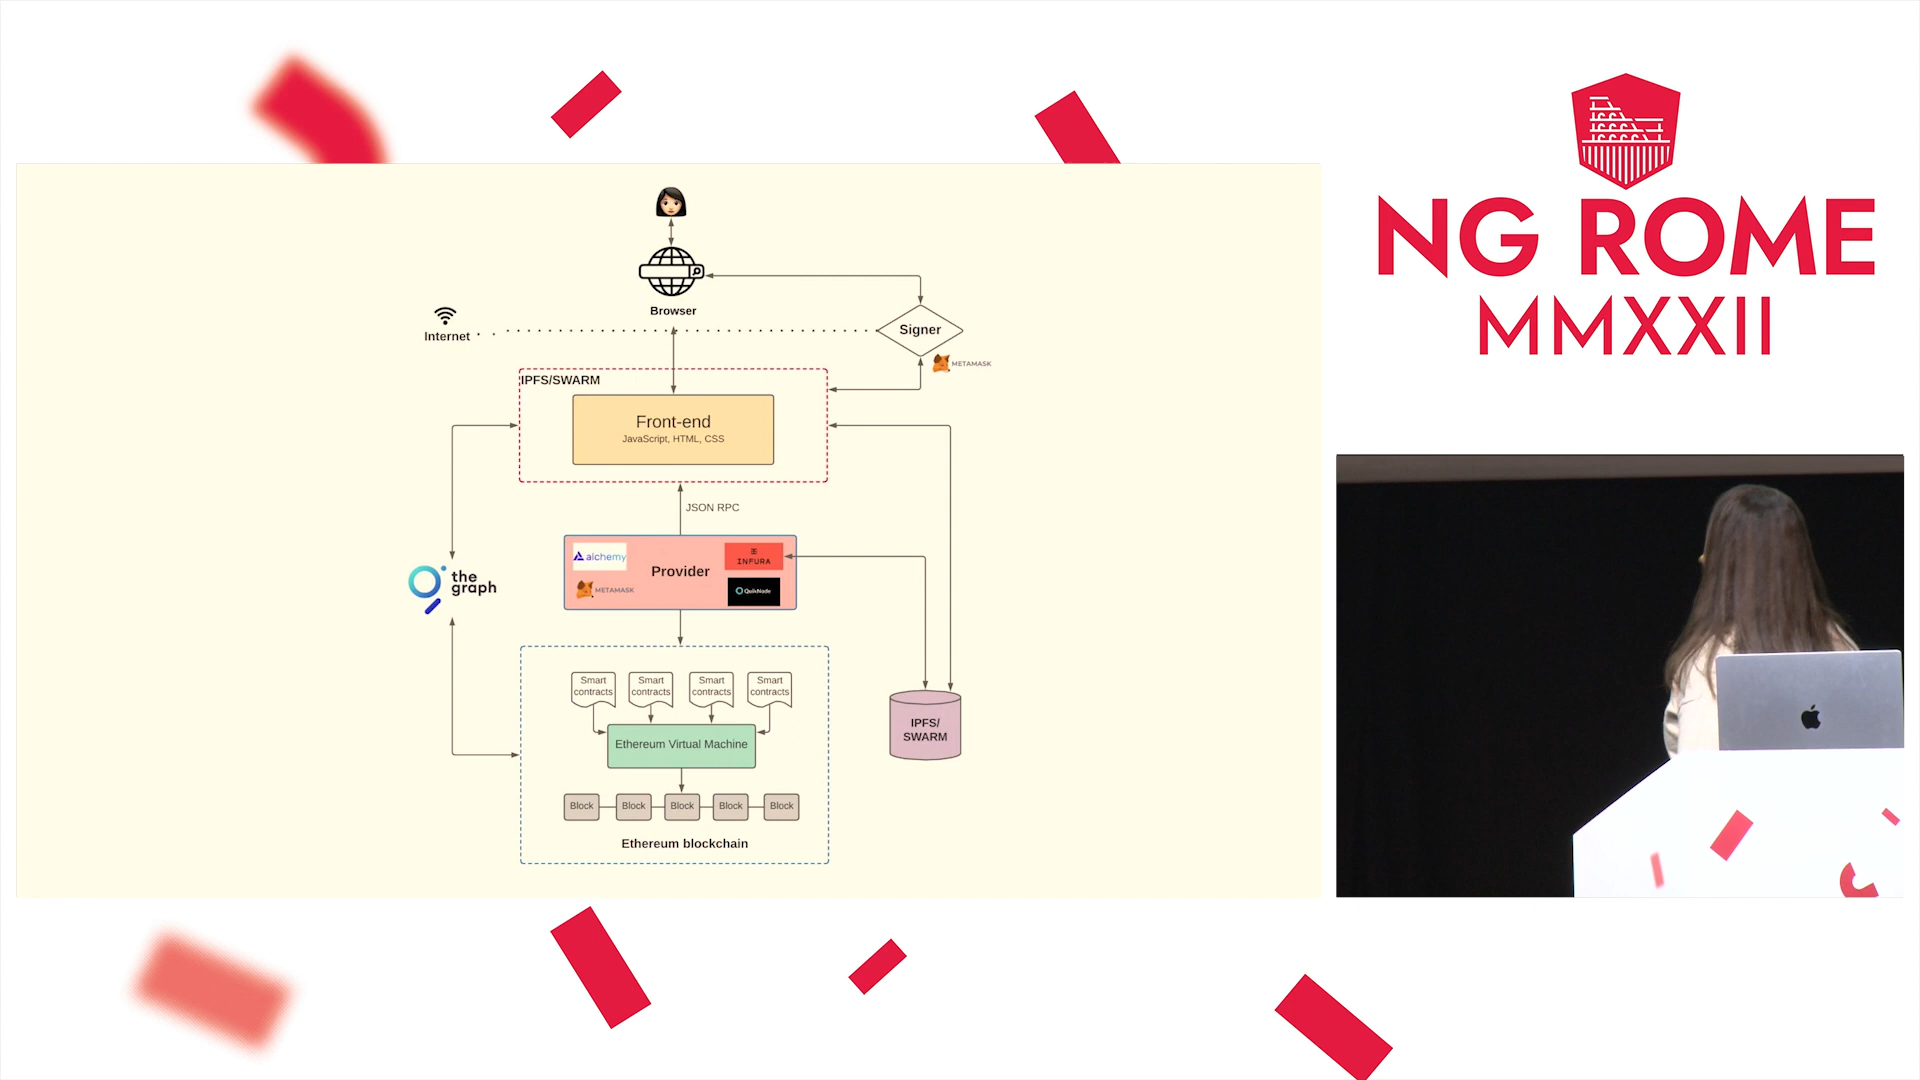 NG ROME
MMXXII
Browser
Internet
Signer
METAMASK
IPFS/SWARM
Front-end
JavaScript, HTML, CSS
JSON RPC
alchemy
INFURA
Provider
METAMASK
QuikNode
the
graph
Smart
contracts
Smart
contracts
Smart
contracts
Smart
contracts
Ethereum Virtual Machine
Block
Block
Block
Block
Block
Ethereum blockchain
IPFS/
SWARM